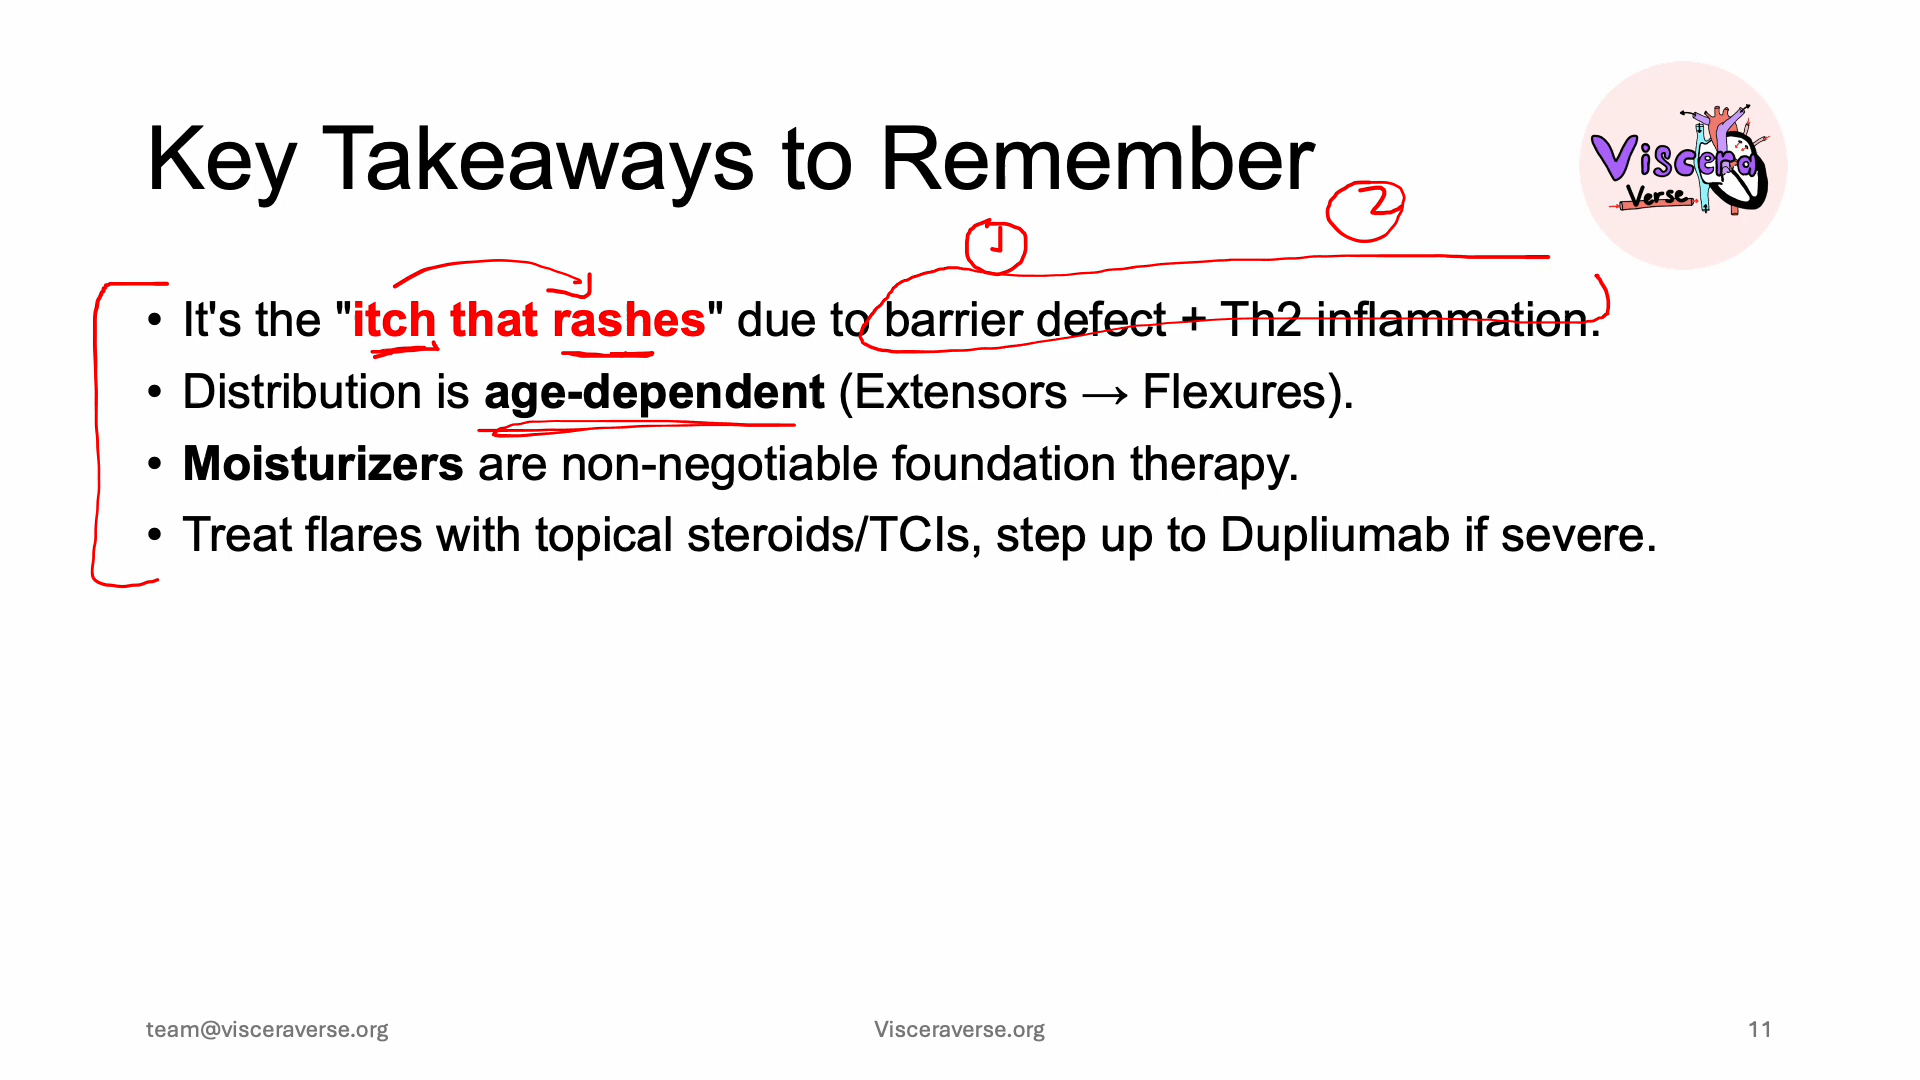 Key Takeaways to Remember
Viscera
Verse
1
2
• It's the "itch that rashes" due to barrier defect + Th2 inflammation.
• Distribution is age-dependent (Extensors → Flexures).
• Moisturizers are non-negotiable foundation therapy.
• Treat flares with topical steroids/TCIs, step up to Dupliumab if severe.
team@visceraverse.org
Visceraverse.org
11